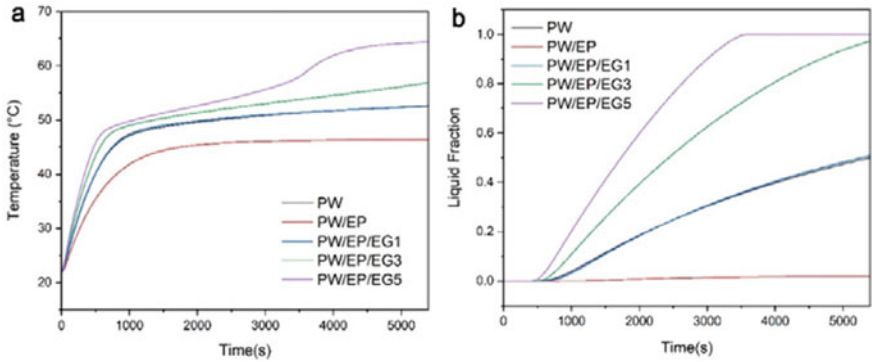 a
70
60
50
40
30
20
Temperature (°C)
PW
PW/EP
PW/EP/EG1
PW/EP/EG3
PW/EP/EG5
0
1000
2000
3000
4000
5000
Time(s)
b
1.0
0.8
0.6
0.4
0.2
0.0
Liquid Fraction
PW
PW/EP
PW/EP/EG1
PW/EP/EG3
PW/EP/EG5
0
1000
2000
3000
4000
5000
Time(s)